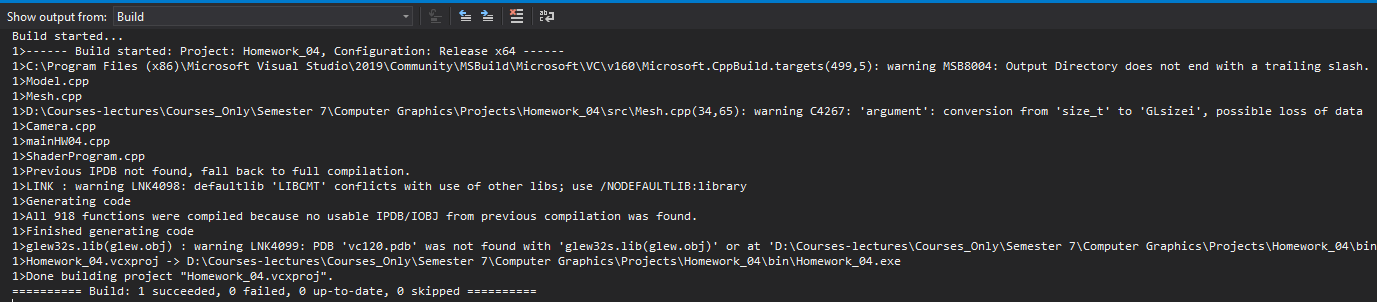 Show output from: Build
Build started...
1>------ Build started: Project: Homework_04, Configuration: Release x64 ------
1>C:\Program Files (x86)\Microsoft Visual Studio\2019\Community\MSBuild\Microsoft\VC\v160\Microsoft.CppBuild.targets(499,5): warning MSB8004: Output Directory does not end with a trailing slash.
1>Model.cpp
1>Mesh.cpp
1>D:\Courses-lectures\Courses_Only\Semester 7\Computer Graphics\Projects\Homework_04\src\Mesh.cpp(34,65): warning C4267: 'argument': conversion from 'size_t' to 'GLsizei', possible loss of data
1>Camera.cpp
1>mainHW04.cpp
1>ShaderProgram.cpp
1>Previous IPDB not found, fall back to full compilation.
1>LINK : warning LNK4098: defaultlib 'LIBCMT' conflicts with use of other libs; use /NODEFAULTLIB:library
1>Generating code
1>All 918 functions were compiled because no usable IPDB/IOBJ from previous compilation was found.
1>Finished generating code
1>glew32s.lib(glew.obj) : warning LNK4099: PDB 'vc120.pdb' was not found with 'glew32s.lib(glew.obj)' or at 'D:\Courses-lectures\Courses_Only\Semester 7\Computer Graphics\Projects\Homework_04\bin
1>Homework_04.vcxproj -> D:\Courses-lectures\Courses_Only\Semester 7\Computer Graphics\Projects\Homework_04\bin\Homework_04.exe
1>Done building project "Homework_04.vcxproj".
========== Build: 1 succeeded, 0 failed, 0 up-to-date, 0 skipped ==========